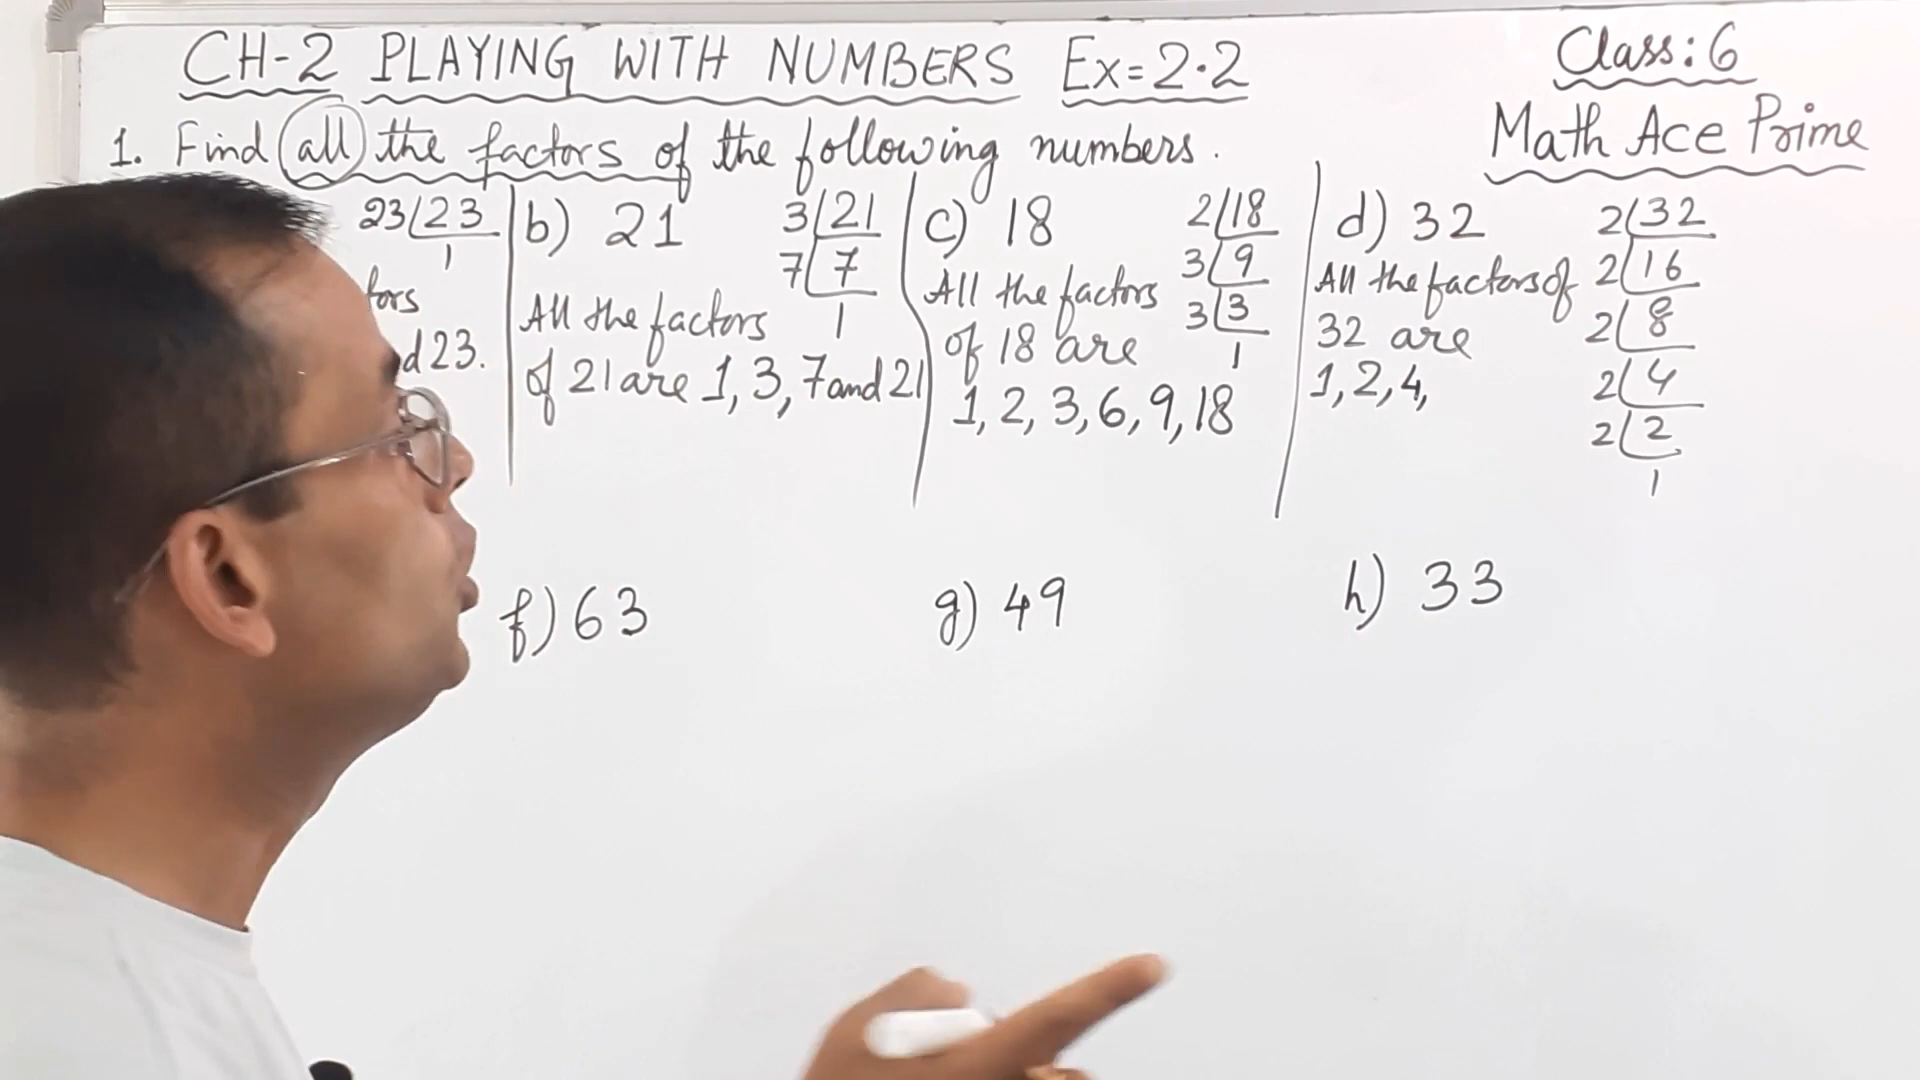 CH-2 PLAYING WITH NUMBERS Ex=2.2
Class: 6
Math Ace Prime
1. Find all the factors of the following numbers.
23 23
1
d 23.
b) 21
3 21
7 7
1
All the factors
of 21 are 1, 3, 7 and 21
c) 18
2 18
3 9
3 3
1
All the factors
of 18 are
1, 2, 3, 6, 9, 18
d) 32
2 32
2 16
2 8
2 4
2 2
1
All the factors of
32 are
1, 2, 4,
f) 63
g) 49
h) 33